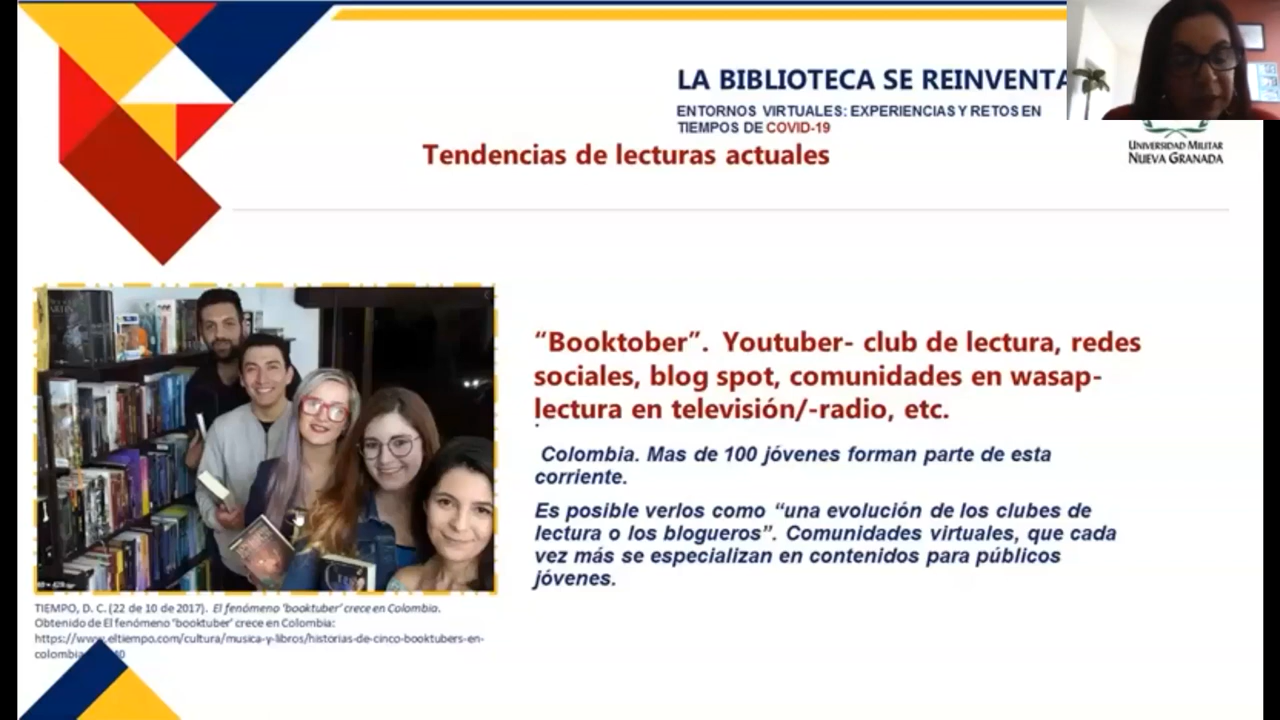 LA BIBLIOTECA SE REINVENTA
ENTORNOS VIRTUALES: EXPERIENCIAS Y RETOS EN
TIEMPOS DE COVID-19
Tendencias de lecturas actuales
UNIVERSIDAD MILITAR
NUEVA GRANADA
“Booktober”. Youtuber- club de lectura, redes
sociales, blog spot, comunidades en wasap-
lectura en televisión/-radio, etc.
.
Colombia. Mas de 100 jóvenes forman parte de esta
corriente.
Es posible verlos como “una evolución de los clubes de
lectura o los blogueros”. Comunidades virtuales, que cada
vez más se especializan en contenidos para públicos
jóvenes.
TIEMPO, D. C. (22 de 10 de 2017). El fenómeno 'booktuber' crece en Colombia.
Obtenido de El fenómeno 'booktuber' crece en Colombia:
https://www.eltiempo.com/cultura/musica-y-libros/historias-de-cinco-booktubers-en-
colombia